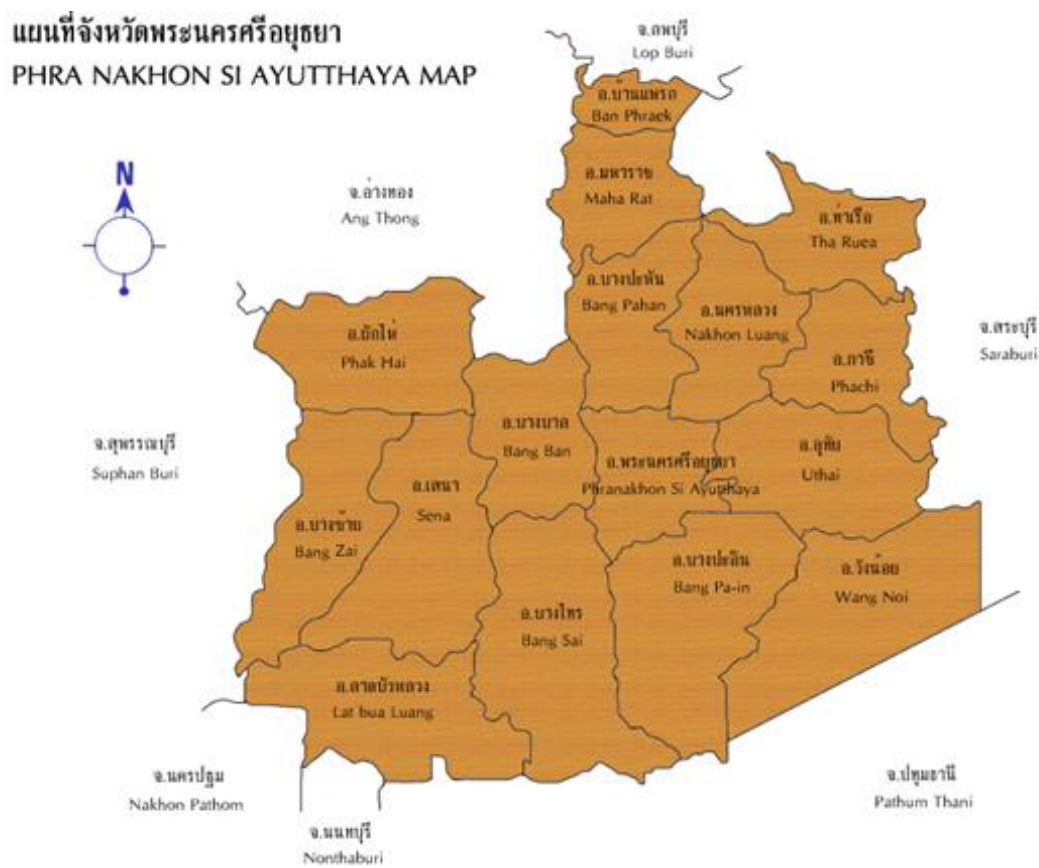 แผนที่จังหวัดพระนครศรีอยุธยา
PHRA NAKHON SI AYUTTHAYA MAP
จ.ลพบุรี
Lop Buri
อ.บ้านแพรก
Ban Phraek
N
อ.มหาราช
Maha Rat
จ.อ่างทอง
Ang Thong
อ.ท่าเรือ
Tha Ruea
อ.บางปะหัน
Bang Pahan
อ.นครหลวง
Nakhon Luang
จ.สระบุรี
Saraburi
อ.ผักไห่
Phak Hai
อ.ภาชี
Phachi
จ.สุพรรณบุรี
Suphan Buri
อ.บางบาล
Bang Ban
อ.อุทัย
Uthai
อ.พระนครศรีอยุธยา
Phranakhon Si Ayutthaya
อ.เสนา
Sena
อ.บางซ้าย
Bang Zai
อ.บางปะอิน
Bang Pa-in
อ.วังน้อย
Wang Noi
อ.บางไทร
Bang Sai
อ.ลาดบัวหลวง
Lat bua Luang
จ.นครปฐม
Nakhon Pathom
จ.ปทุมธานี
Pathum Thani
จ.นนทบุรี
Nonthaburi